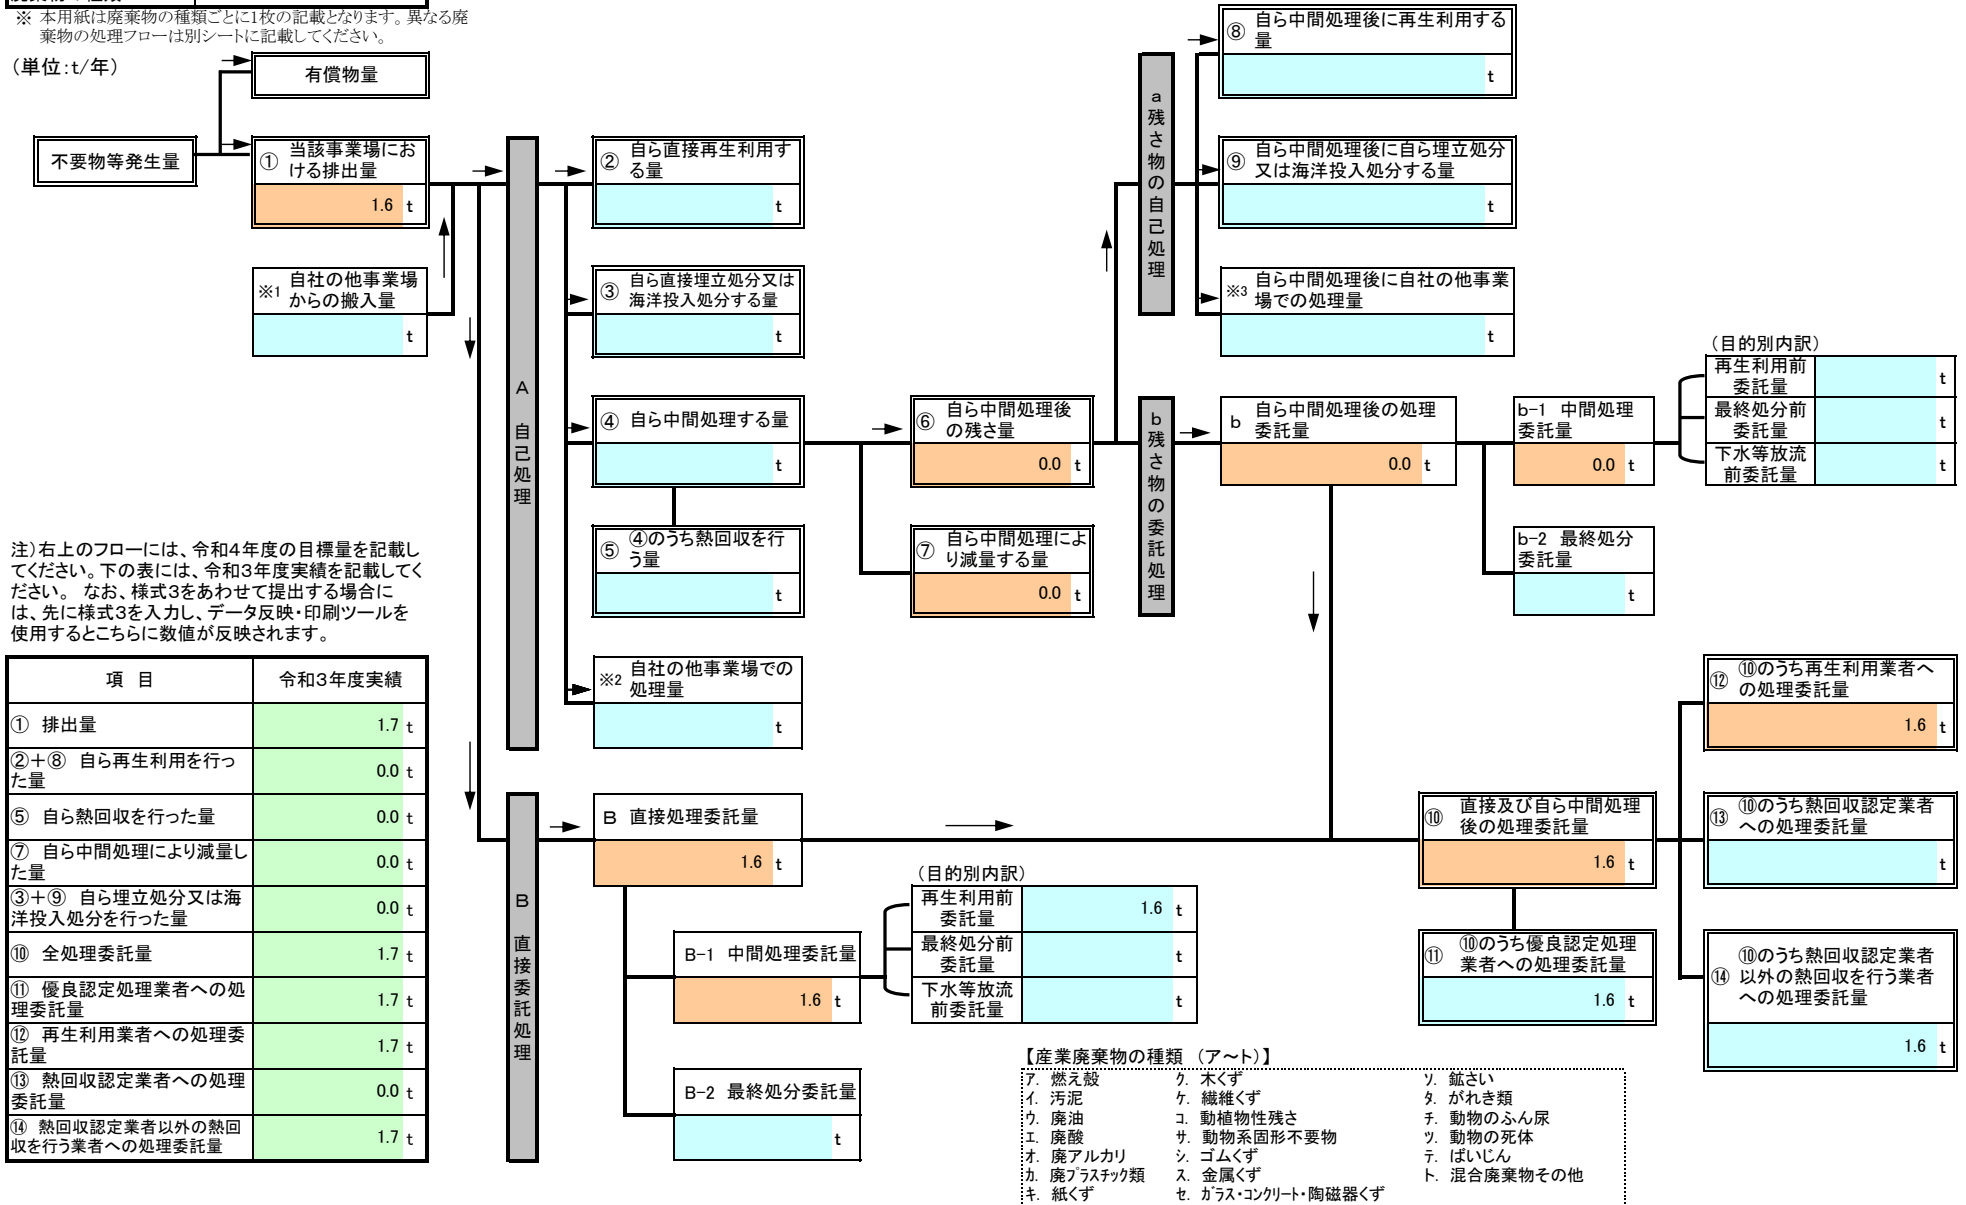 ※ 本用紙は廃棄物の種類ごとに1枚の記載となります。異なる廃
棄物の処理フローは別シートに記載してください。
（単位:t/年）
有償物量
不要物等発生量
① 当該事業場にお
ける排出量
1.6 t
※1 自社の他事業場
からの搬入量
t
A 自己処理
② 自ら直接再生利用す
る量
t
③ 自ら直接埋立処分又は
海洋投入処分する量
t
④ 自ら中間処理する量
t
⑤ ④のうち熱回収を行
う量
t
※2 自社の他事業場での
処理量
t
⑥ 自ら中間処理後
の残さ量
0.0 t
⑦ 自ら中間処理によ
り減量する量
0.0 t
a 残さ物の自己処理
⑧ 自ら中間処理後に再生利用する
量
t
⑨ 自ら中間処理後に自ら埋立処分
又は海洋投入処分する量
t
※3 自ら中間処理後に自社の他事業
場での処理量
t
b 残さ物の委託処理
b 自ら中間処理後の処理
委託量
0.0 t
b-1 中間処理
委託量
0.0 t
（目的別内訳）
再生利用前
委託量
t
最終処分前
委託量
t
下水等放流
前委託量
t
b-2 最終処分
委託量
t
注）右上のフローには、令和4年度の目標量を記載し
てください。下の表には、令和3年度実績を記載してく
ださい。 なお、様式3をあわせて提出する場合に
は、先に様式3を入力し、データ反映・印刷ツールを
使用するとこちらに数値が反映されます。
項 目 令和3年度実績
① 排出量 1.7 t
②+⑧ 自ら再生利用を行っ
た量 0.0 t
⑤ 自ら熱回収を行った量 0.0 t
⑦ 自ら中間処理により減量し
た量 0.0 t
③+⑨ 自ら埋立処分又は海
洋投入処分を行った量 0.0 t
⑩ 全処理委託量 1.7 t
⑪ 優良認定処理業者への処
理委託量 1.7 t
⑫ 再生利用業者への処理委
託量 1.7 t
⑬ 熱回収認定業者への処理
委託量 0.0 t
⑭ 熱回収認定業者以外の熱回
収を行う業者への処理委託量 1.7 t
B 直接委託処理
B 直接処理委託量
1.6 t
B-1 中間処理委託量
1.6 t
（目的別内訳）
再生利用前
委託量
1.6 t
最終処分前
委託量
t
下水等放流
前委託量
t
B-2 最終処分委託量
t
⑩ 直接及び自ら中間処理
後の処理委託量
1.6 t
⑪ ⑩のうち優良認定処理
業者への処理委託量
1.6 t
⑫ ⑩のうち再生利用業者へ
の処理委託量
1.6 t
⑬ ⑩のうち熱回収認定業者
への処理委託量
t
⑭ ⑩のうち熱回収認定業者
以外の熱回収を行う業者
への処理委託量
1.6 t
【産業廃棄物の種類 （ア～ト）】
ア. 燃え殻 ク. 木くず ソ. 鉱さい
イ. 汚泥 ケ. 繊維くず タ. がれき類
ウ. 廃油 コ. 動植物性残さ チ. 動物のふん尿
エ. 廃酸 サ. 動物系固形不要物 ツ. 動物の死体
オ. 廃アルカリ シ. ゴムくず テ. ばいじん
カ. 廃プラスチック類 ス. 金属くず ト. 混合廃棄物その他
キ. 紙くず セ. ガラス・コンクリート・陶磁器くず